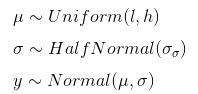 μ ∼ Uniform(l, h)
σ ∼ HalfNormal(σ_σ)
y ∼ Normal(μ, σ)